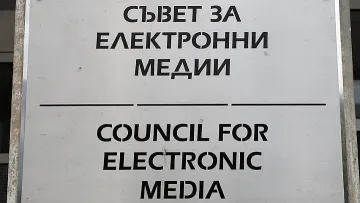 СЪВЕТ ЗА
ЕЛЕКТРОННИ
МЕДИИ
COUNCIL FOR
ELECTRONIC
MEDIA